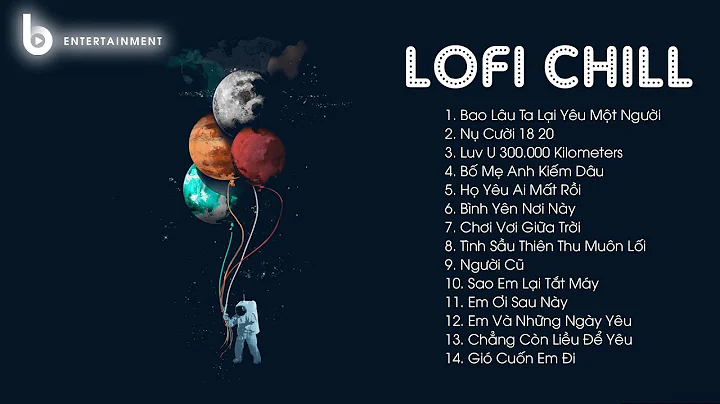 b ENTERTAINMENT
LOFI CHILL
1. Bao Lâu Ta Lại Yêu Một Người
2. Nụ Cười 18 20
3. Luv U 300.000 Kilometers
4. Bố Mẹ Anh Kiếm Dâu
5. Họ Yêu Ai Mất Rồi
6. Bình Yên Nơi Này
7. Chơi Vơi Giữa Trời
8. Tình Sầu Thiên Thu Muôn Lối
9. Người Cũ
10. Sao Em Lại Tắt Máy
11. Em Ơi Sau Này
12. Em Và Những Ngày Yêu
13. Chẳng Còn Liều Để Yêu
14. Gió Cuốn Em Đi